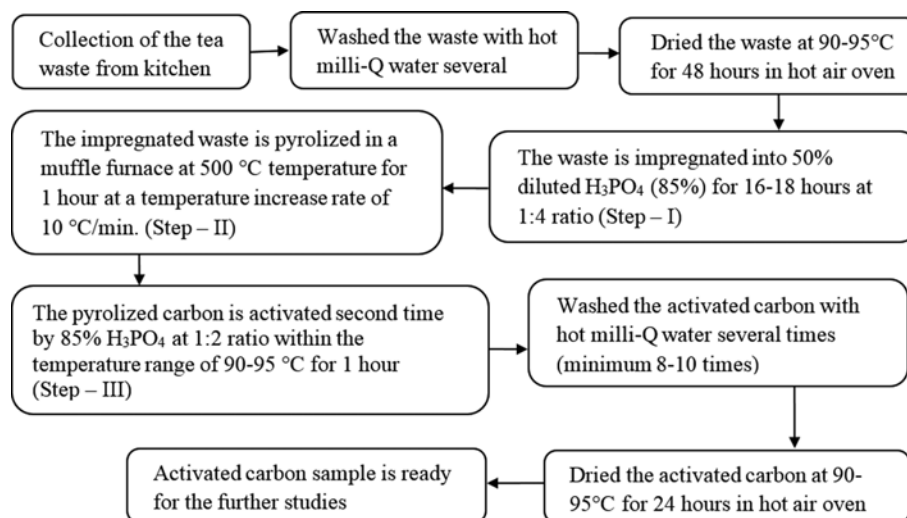 Collection of the tea
waste from kitchen
Washed the waste with hot
milli-Q water several
Dried the waste at 90-95°C
for 48 hours in hot air oven
The waste is impregnated into 50%
diluted H₃PO₄ (85%) for 16-18 hours at
1:4 ratio (Step – I)
The impregnated waste is pyrolized in a
muffle furnace at 500 °C temperature for
1 hour at a temperature increase rate of
10 °C/min. (Step – II)
The pyrolized carbon is activated second time
by 85% H₃PO₄ at 1:2 ratio within the
temperature range of 90-95 °C for 1 hour
(Step – III)
Washed the activated carbon with
hot milli-Q water several times
(minimum 8-10 times)
Dried the activated carbon at 90-
95°C for 24 hours in hot air oven
Activated carbon sample is ready
for the further studies